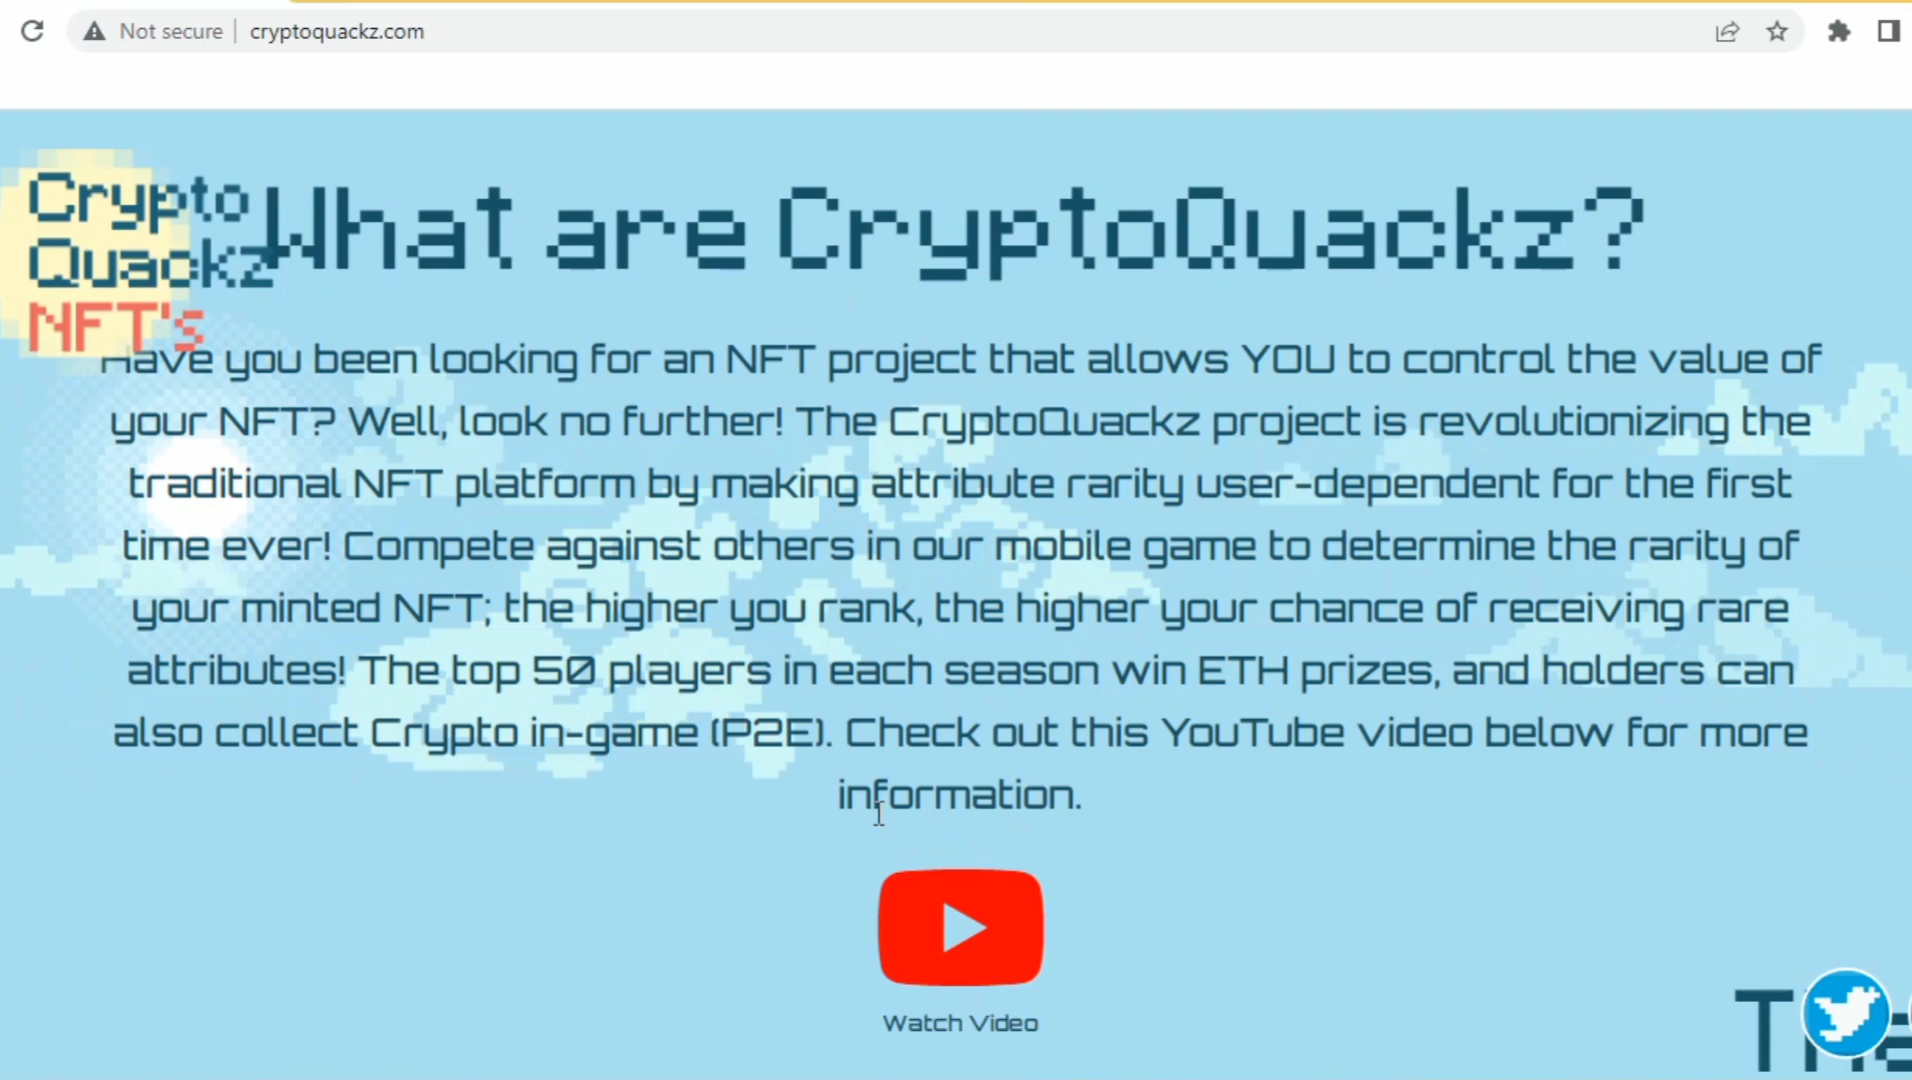 Not secure
cryptoquackz.com
Crypto
Quackz
NFT's
What are CryptoQuackz?
Have you been looking for an NFT project that allows YOU to control the value of
your NFT? Well, look no further! The CryptoQuackz project is revolutionizing the
traditional NFT platform by making attribute rarity user-dependent for the first
time ever! Compete against others in our mobile game to determine the rarity of
your minted NFT; the higher you rank, the higher your chance of receiving rare
attributes! The top 50 players in each season win ETH prizes, and holders can
also collect Crypto in-game (P2E). Check out this YouTube video below for more
information.
Watch Video